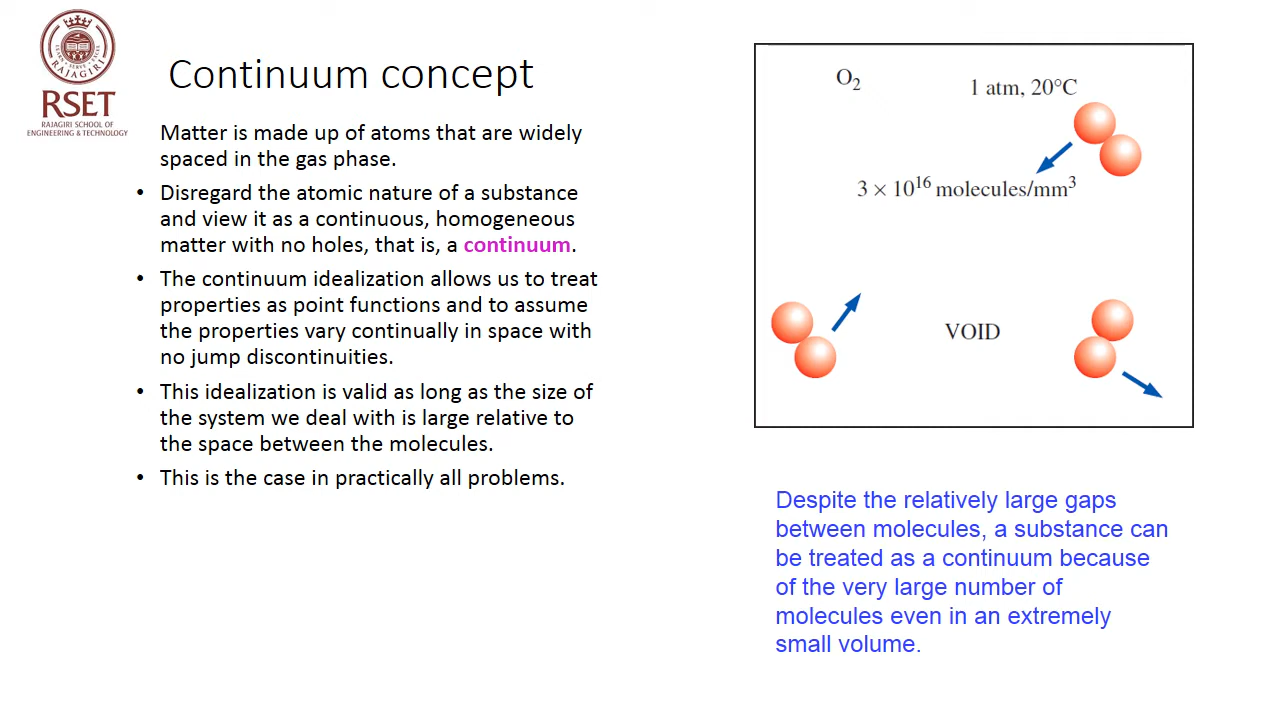 RSET
RAJAGIRI SCHOOL OF
ENGINEERING & TECHNOLOGY
Continuum concept
Matter is made up of atoms that are widely
spaced in the gas phase.
• Disregard the atomic nature of a substance
and view it as a continuous, homogeneous
matter with no holes, that is, a continuum.
• The continuum idealization allows us to treat
properties as point functions and to assume
the properties vary continually in space with
no jump discontinuities.
• This idealization is valid as long as the size of
the system we deal with is large relative to
the space between the molecules.
• This is the case in practically all problems.
O₂
1 atm, 20°C
3 × 10¹⁶ molecules/mm³
VOID
Despite the relatively large gaps
between molecules, a substance can
be treated as a continuum because
of the very large number of
molecules even in an extremely
small volume.